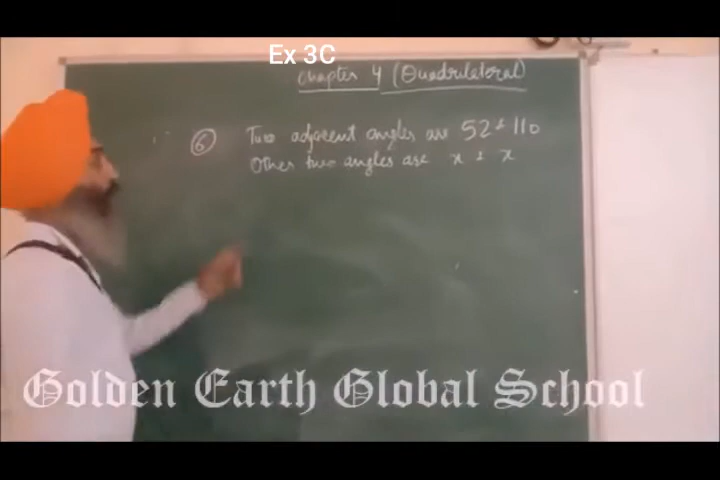 Ex 3C
Chapter 4 (Quadrilateral)
6 Two adjacent angles are 52 & 110
Other two angles are x & x
Golden Earth Global School